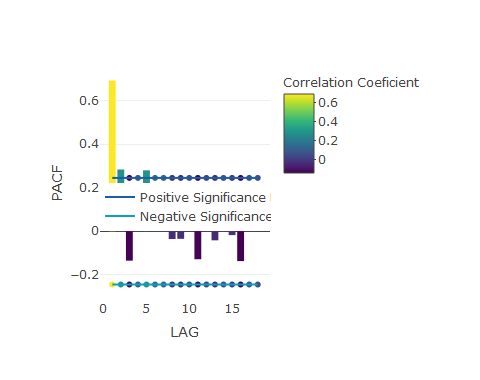 Correlation Coeficient
0.6
0.4
0.2
0
PACF
0.6
0.4
0.2
0
−0.2
Positive Significance
Negative Significance
0
5
10
15
LAG